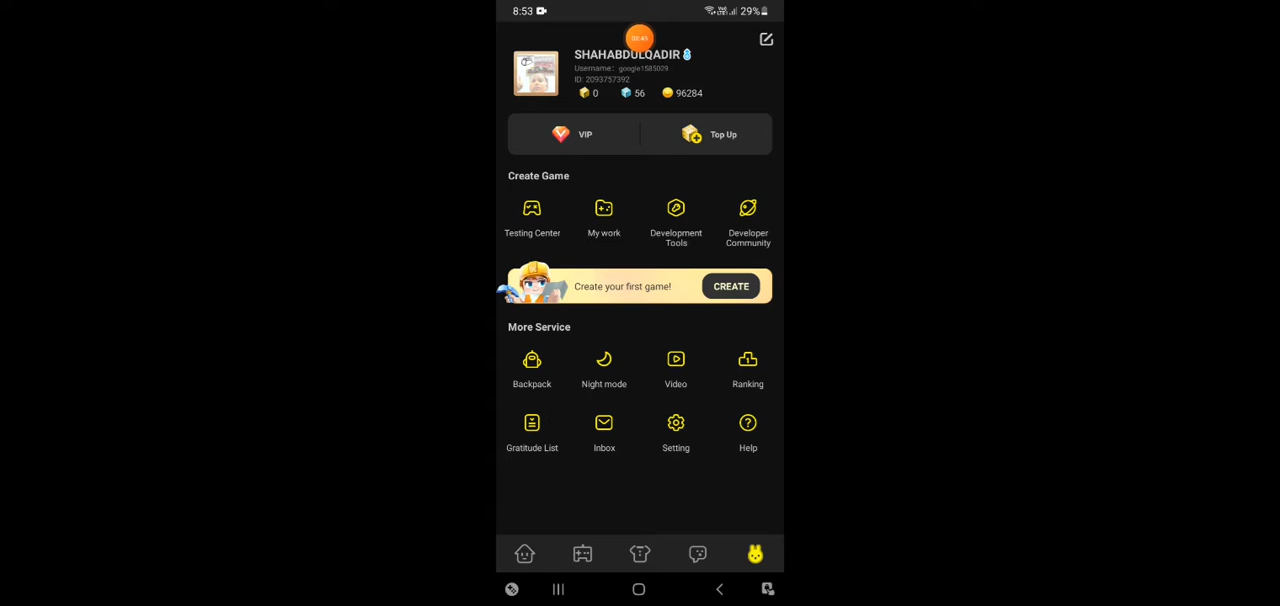 8:53
29%
SHAHABDULQADIR
Username: google1585029
ID: 2093757392
0 56 96284
VIP Top Up
Create Game
Testing Center My work Development Tools Developer Community
Create your first game! CREATE
More Service
Backpack Night mode Video Ranking
Gratitude List Inbox Setting Help